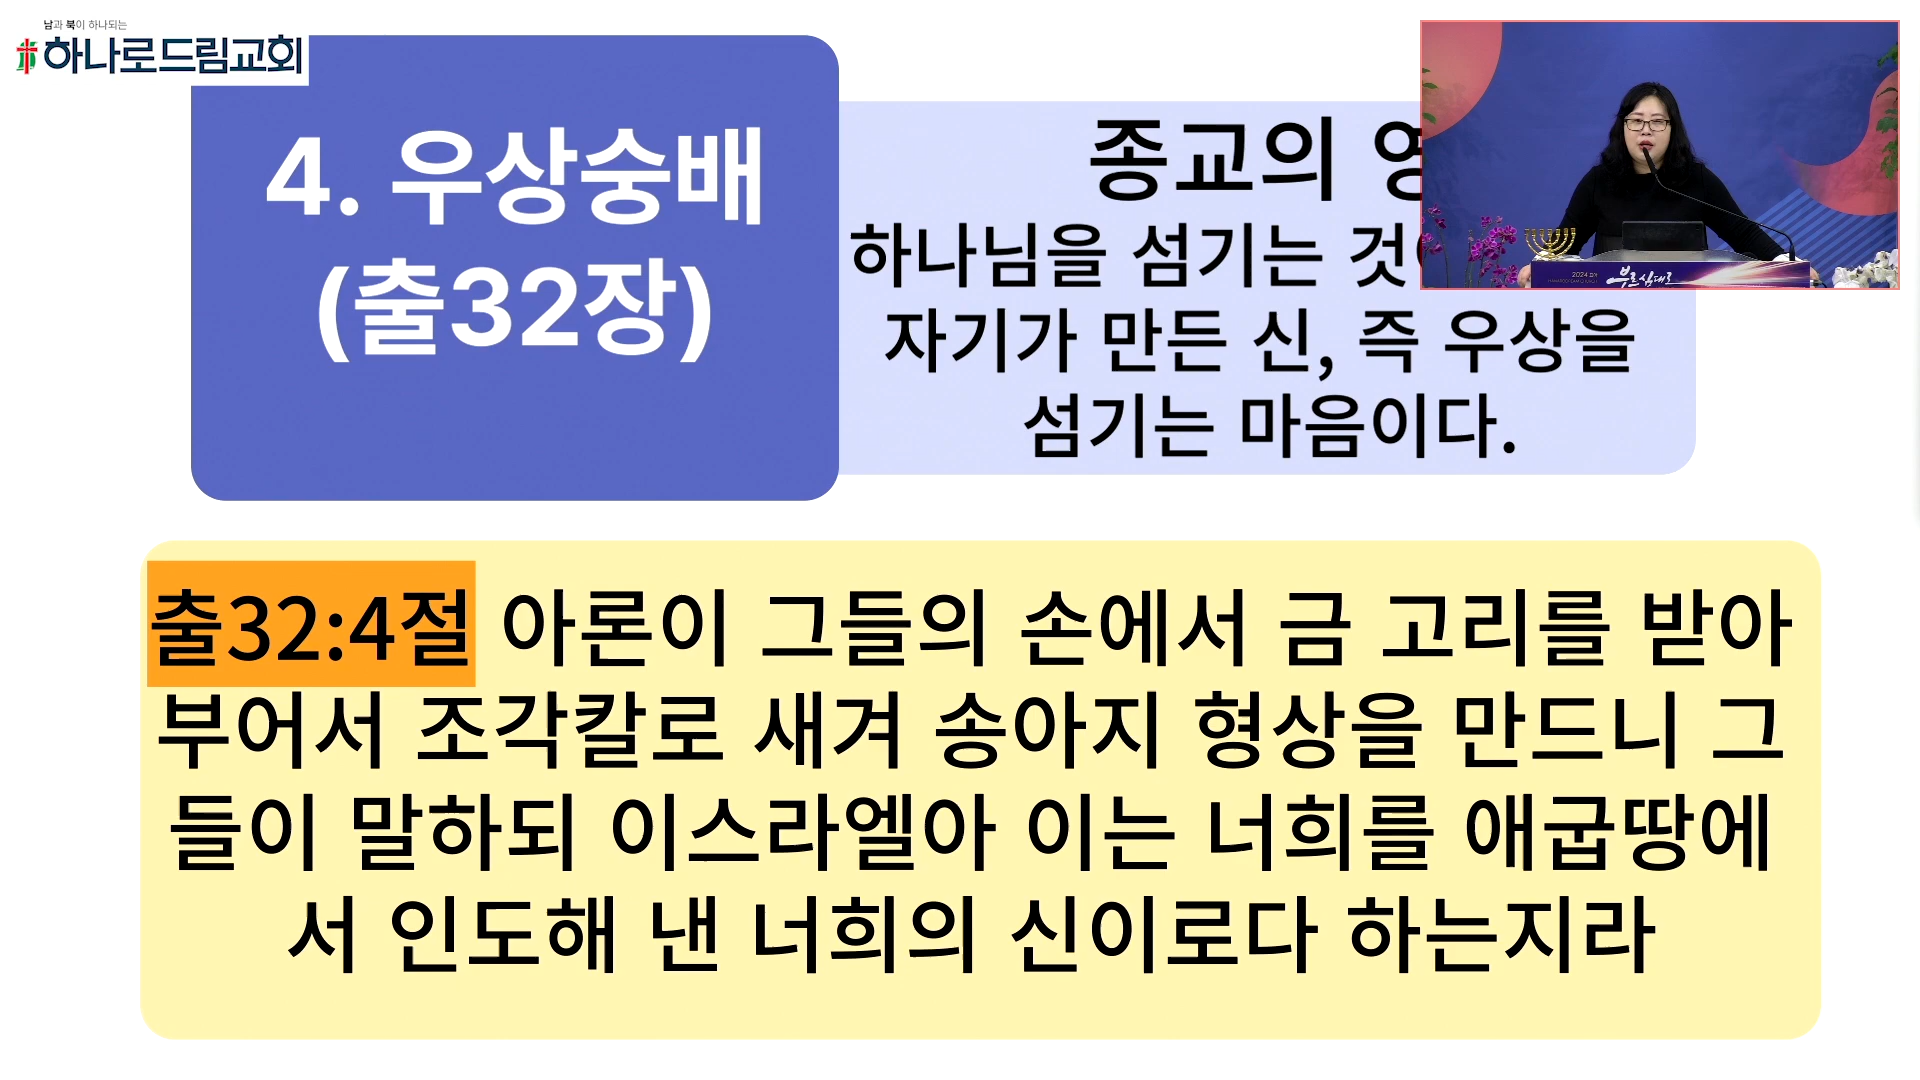 남과 북이 하나되는
하나로드림교회
4. 우상숭배
(출32장)
종교의
하나님을 섬기는
자기가 만든 신, 즉 우상을
섬기는 마음이다.
출32:4절 아론이 그들의 손에서 금 고리를 받아
부어서 조각칼로 새겨 송아지 형상을 만드니 그
들이 말하되 이스라엘아 이는 너희를 애굽땅에
서 인도해 낸 너희의 신이로다 하는지라
2024
부르심대로